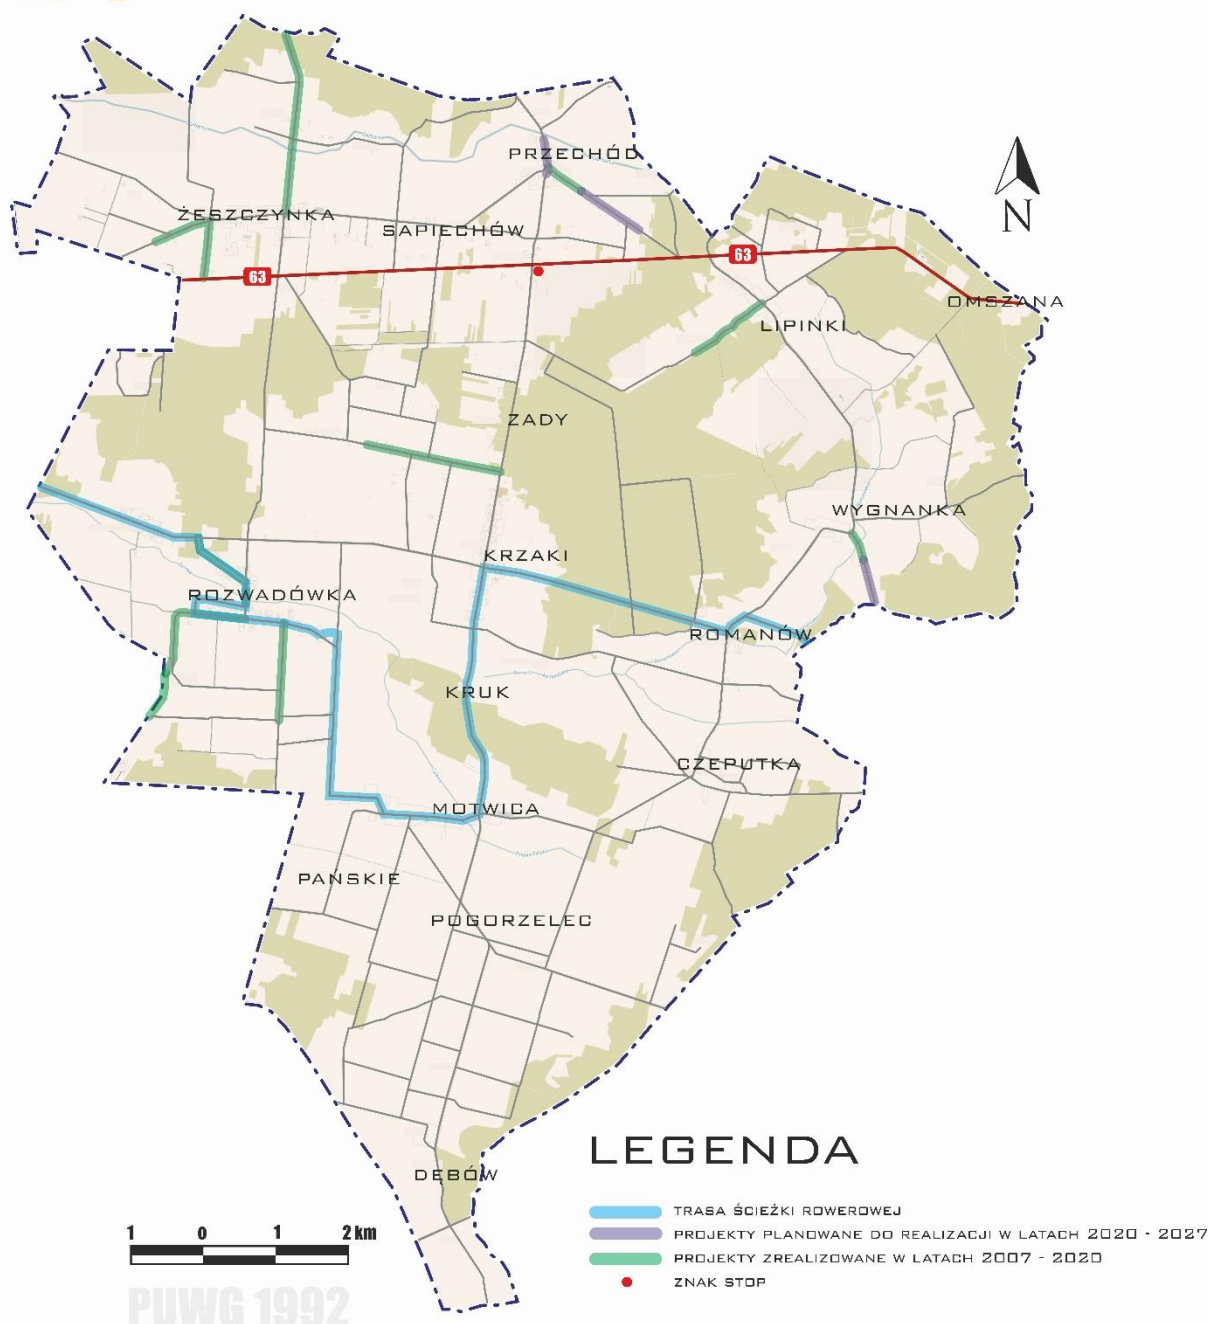 PRZECHÓD
N
ŻESZCZYNKA
SAPIECHÓW
63
63
OMSZANA
LIPINKI
ZADY
WYGNANKA
KRZAKI
ROZWADÓWKA
ROMANÓW
KRUK
CZEPUTKA
MOTWICA
PAŃSKIE
POGORZELEC
DĘBÓW
LEGENDA
TRASA ŚCIEŻKI ROWEROWEJ
PROJEKTY PLANOWANE DO REALIZACJI W LATACH 2020 - 2027
PROJEKTY ZREALIZOWANE W LATACH 2007 - 2020
ZNAK STOP
1 0 1 2 km
PUWG 1992